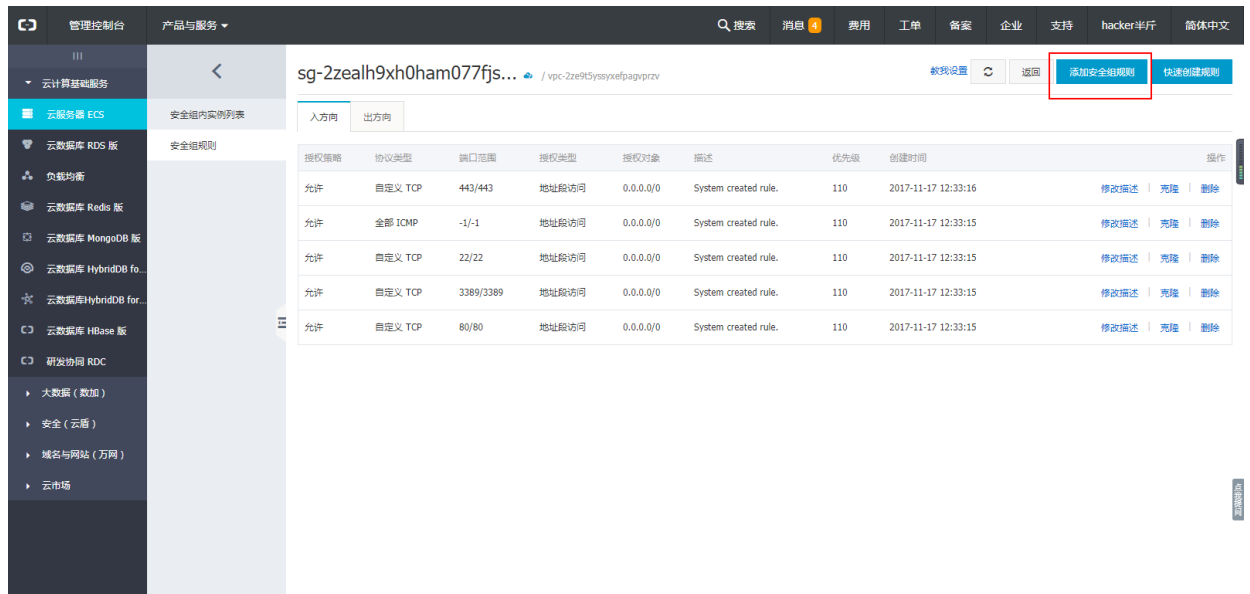 管理控制台 产品与服务 搜索 消息 4 费用 工单 备案 企业 支持 hacker半斤 简体中文
云计算基础服务
云服务器 ECS
云数据库 RDS 版
负载均衡
云数据库 Redis 版
云数据库 MongoDB 版
云数据库 HybridDB fo...
云数据库HybridDB for...
云数据库 HBase 版
研发协同 RDC
大数据（数加）
安全（云盾）
域名与网站（万网）
云市场
安全组内实例列表
安全组规则
sg-2zealh9xh0ham077fjs... / vpc-2ze9t5yssyxefpagvprzv 教我设置 返回 添加安全组规则 快速创建规则
入方向 出方向
授权策略 协议类型 端口范围 授权类型 授权对象 描述 优先级 创建时间 操作
允许 自定义 TCP 443/443 地址段访问 0.0.0.0/0 System created rule. 110 2017-11-17 12:33:16 修改描述 | 克隆 | 删除
允许 全部 ICMP -1/-1 地址段访问 0.0.0.0/0 System created rule. 110 2017-11-17 12:33:15 修改描述 | 克隆 | 删除
允许 自定义 TCP 22/22 地址段访问 0.0.0.0/0 System created rule. 110 2017-11-17 12:33:15 修改描述 | 克隆 | 删除
允许 自定义 TCP 3389/3389 地址段访问 0.0.0.0/0 System created rule. 110 2017-11-17 12:33:15 修改描述 | 克隆 | 删除
允许 自定义 TCP 80/80 地址段访问 0.0.0.0/0 System created rule. 110 2017-11-17 12:33:15 修改描述 | 克隆 | 删除
点我提问